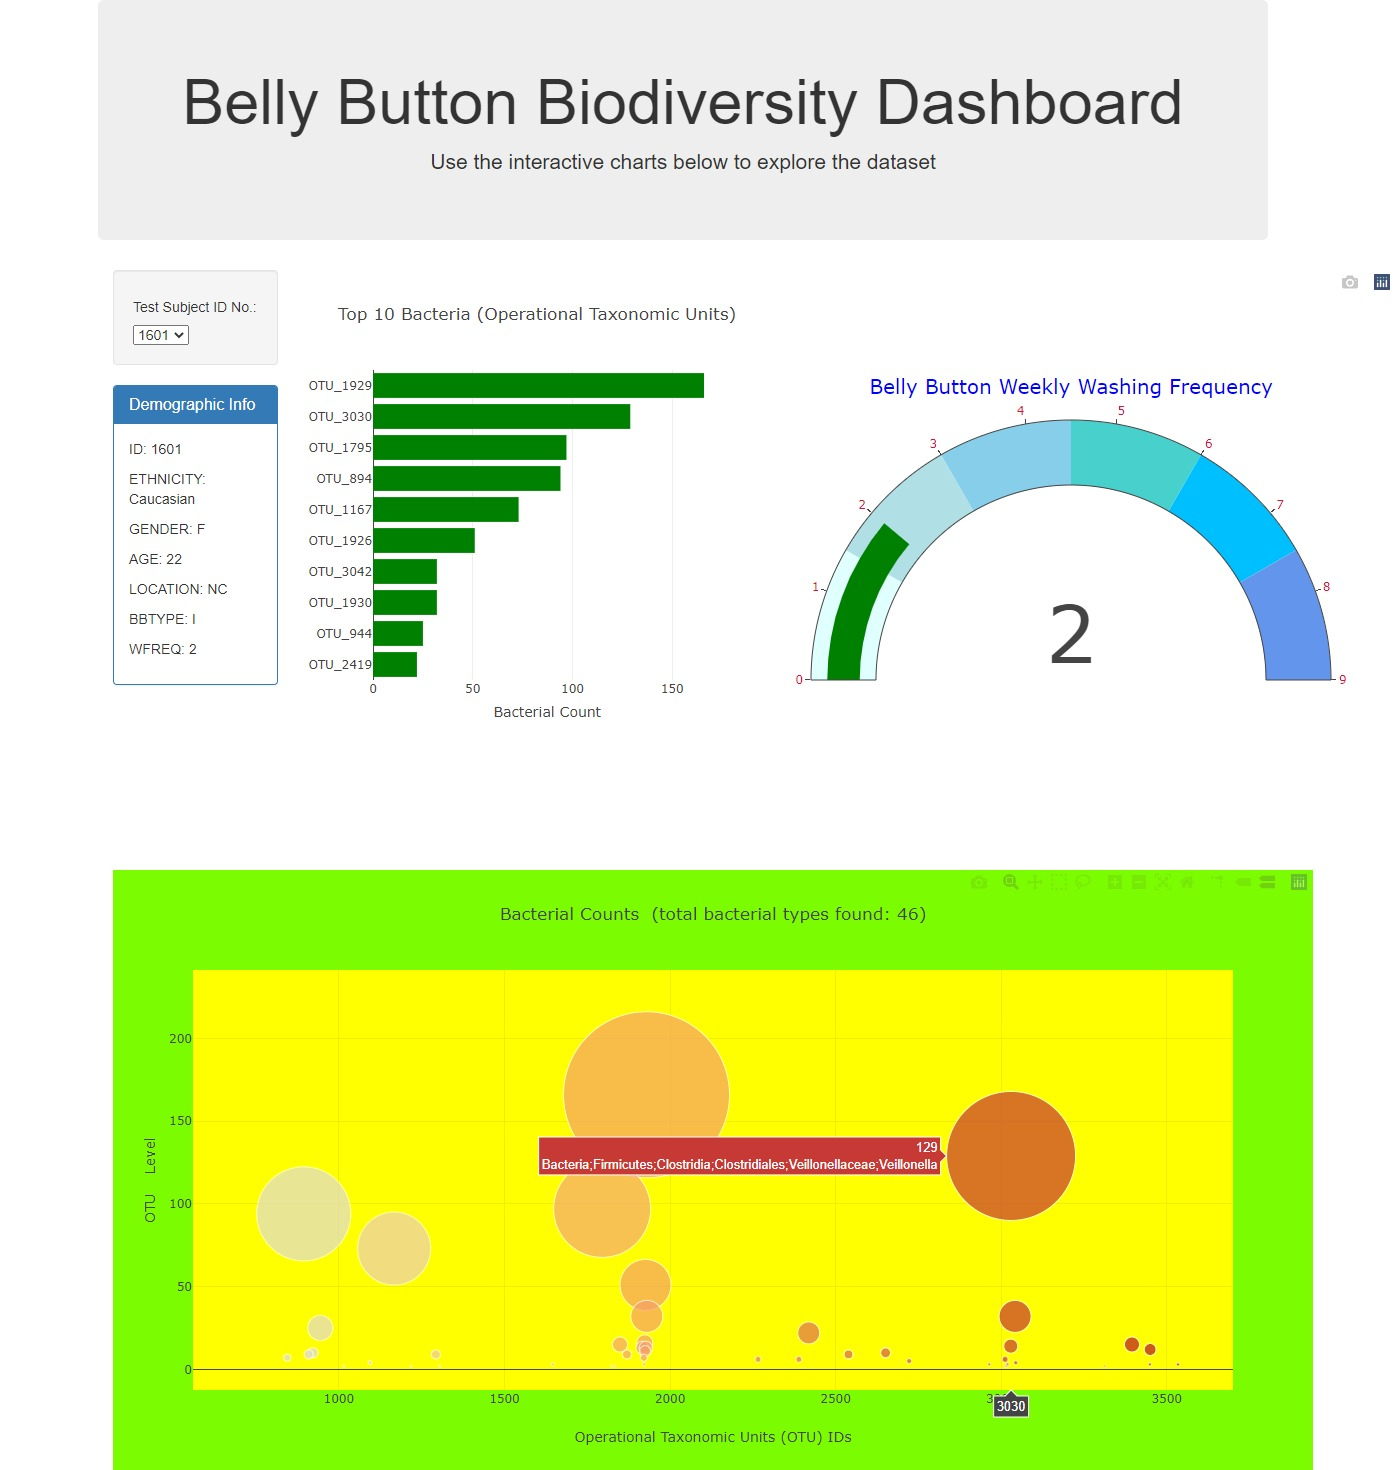 Belly Button Biodiversity Dashboard
Use the interactive charts below to explore the dataset
Test Subject ID No.:
1601
Demographic Info
ID: 1601
ETHNICITY:
Caucasian
GENDER: F
AGE: 22
LOCATION: NC
BBTYPE: I
WFREQ: 2
Top 10 Bacteria (Operational Taxonomic Units)
OTU_1929
OTU_3030
OTU_1795
OTU_894
OTU_1167
OTU_1926
OTU_3042
OTU_1930
OTU_944
OTU_2419
0 50 100 150
Bacterial Count
Belly Button Weekly Washing Frequency
0 1 2 3 4 5 6 7 8 9
2
Bacterial Counts (total bacterial types found: 46)
OTU Level
200
150
100
50
0
129
Bacteria;Firmicutes;Clostridia;Clostridiales;Veillonellaceae;Veillonella
1000 1500 2000 2500 3500
3030
Operational Taxonomic Units (OTU) IDs